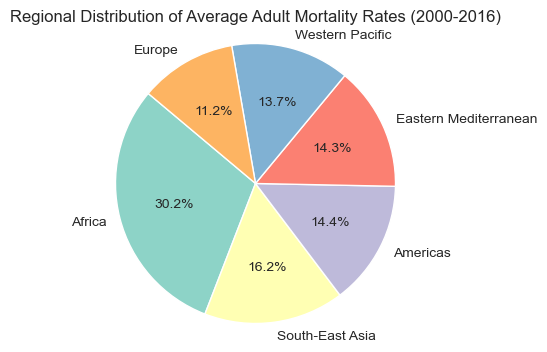 Regional Distribution of Average Adult Mortality Rates (2000-2016)
Western Pacific
Europe
13.7%
11.2%
Eastern Mediterranean
14.3%
30.2%
Africa
14.4%
Americas
16.2%
South-East Asia